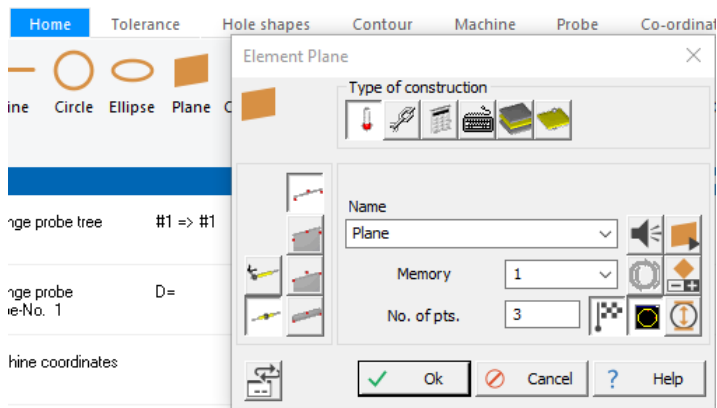 Home Tolerance Hole shapes Contour Machine Probe Co-ordinat
Element Plane
Type of construction
ine Circle Ellipse Plane C
nge probe tree #1 => #1
Name
Plane
nge probe D=
e-No. 1
Memory 1
No. of pts. 3
hine coordinates
Ok Cancel ? Help